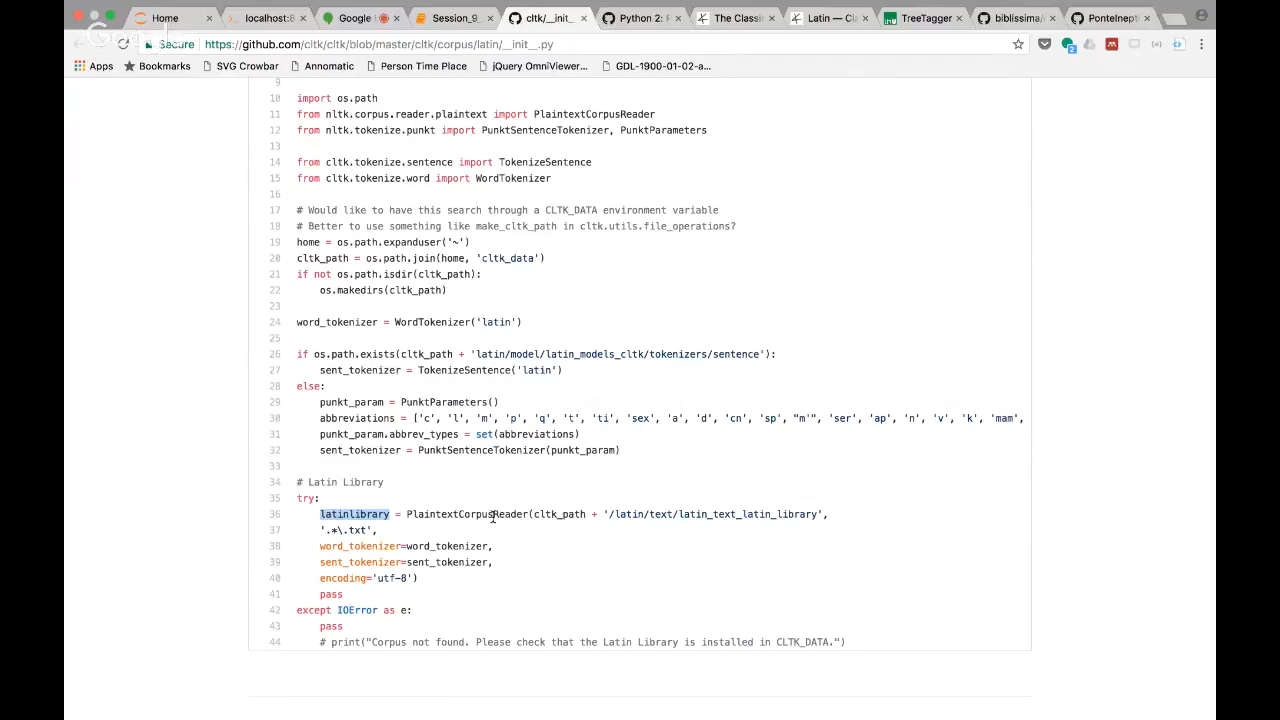 Home
localhost:8
Google
Session_9_
cltk/__init_
Python 2: R
The Classic
Latin — Cl
TreeTagger
biblissima/
PonteInept
Secure
https://github.com/cltk/cltk/blob/master/cltk/corpus/latin/__init__.py
Apps
Bookmarks
SVG Crowbar
Annomatic
Person Time Place
jQuery OmniViewer...
GDL-1900-01-02-a...
9
10 import os.path
11 from nltk.corpus.reader.plaintext import PlaintextCorpusReader
12 from nltk.tokenize.punkt import PunktSentenceTokenizer, PunktParameters
13
14 from cltk.tokenize.sentence import TokenizeSentence
15 from cltk.tokenize.word import WordTokenizer
16
17 # Would like to have this search through a CLTK_DATA environment variable
18 # Better to use something like make_cltk_path in cltk.utils.file_operations?
19 home = os.path.expanduser('~')
20 cltk_path = os.path.join(home, 'cltk_data')
21 if not os.path.isdir(cltk_path):
22 os.makedirs(cltk_path)
23
24 word_tokenizer = WordTokenizer('latin')
25
26 if os.path.exists(cltk_path + 'latin/model/latin_models_cltk/tokenizers/sentence'):
27 sent_tokenizer = TokenizeSentence('latin')
28 else:
29 punkt_param = PunktParameters()
30 abbreviations = ['c', 'l', 'm', 'p', 'q', 't', 'ti', 'sex', 'a', 'd', 'cn', 'sp', "m'", 'ser', 'ap', 'n', 'v', 'k', 'mam',
31 punkt_param.abbrev_types = set(abbreviations)
32 sent_tokenizer = PunktSentenceTokenizer(punkt_param)
33
34 # Latin Library
35 try:
36 latinlibrary = PlaintextCorpusReader(cltk_path + '/latin/text/latin_text_latin_library',
37 '.*\.txt',
38 word_tokenizer=word_tokenizer,
39 sent_tokenizer=sent_tokenizer,
40 encoding='utf-8')
41 pass
42 except IOError as e:
43 pass
44 # print("Corpus not found. Please check that the Latin Library is installed in CLTK_DATA.")